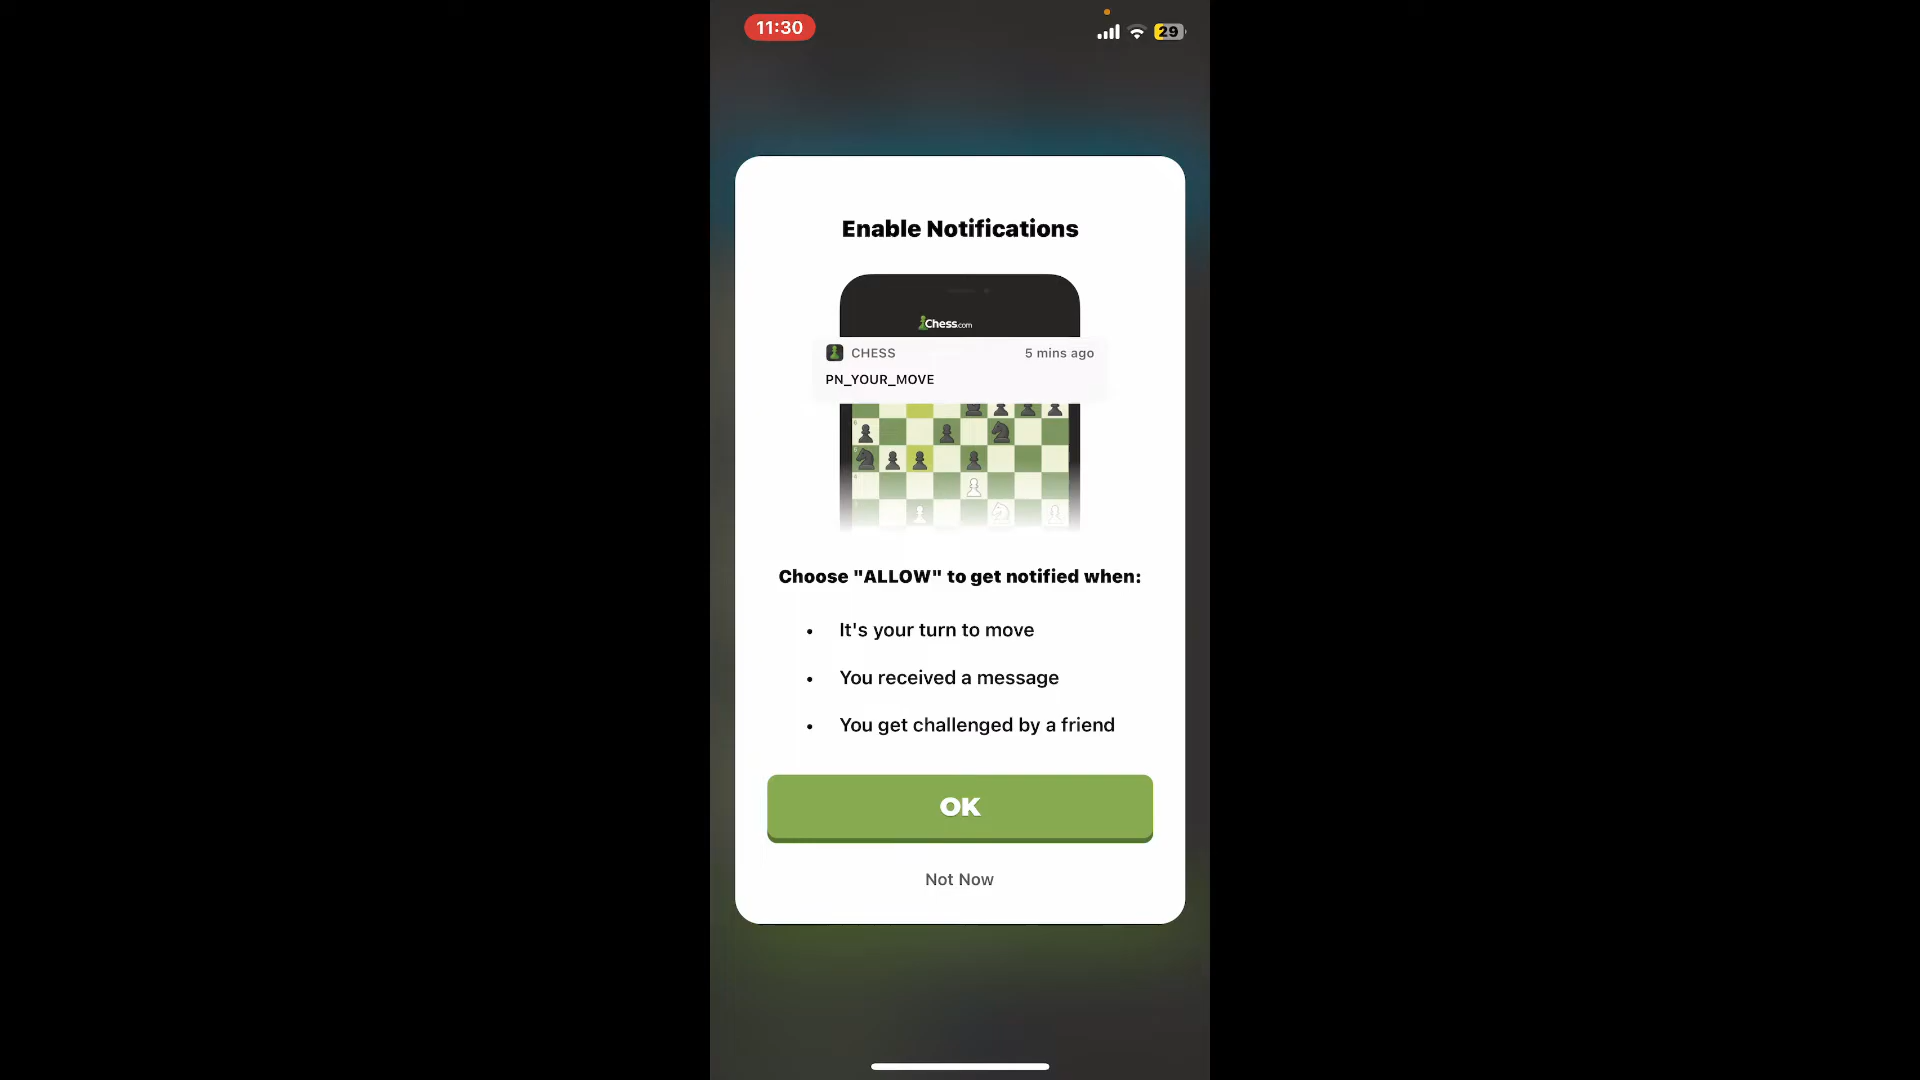 11:30
29
Enable Notifications
Chess.com
CHESS
5 mins ago
PN_YOUR_MOVE
Choose "ALLOW" to get notified when:
• It's your turn to move
• You received a message
• You get challenged by a friend
OK
Not Now